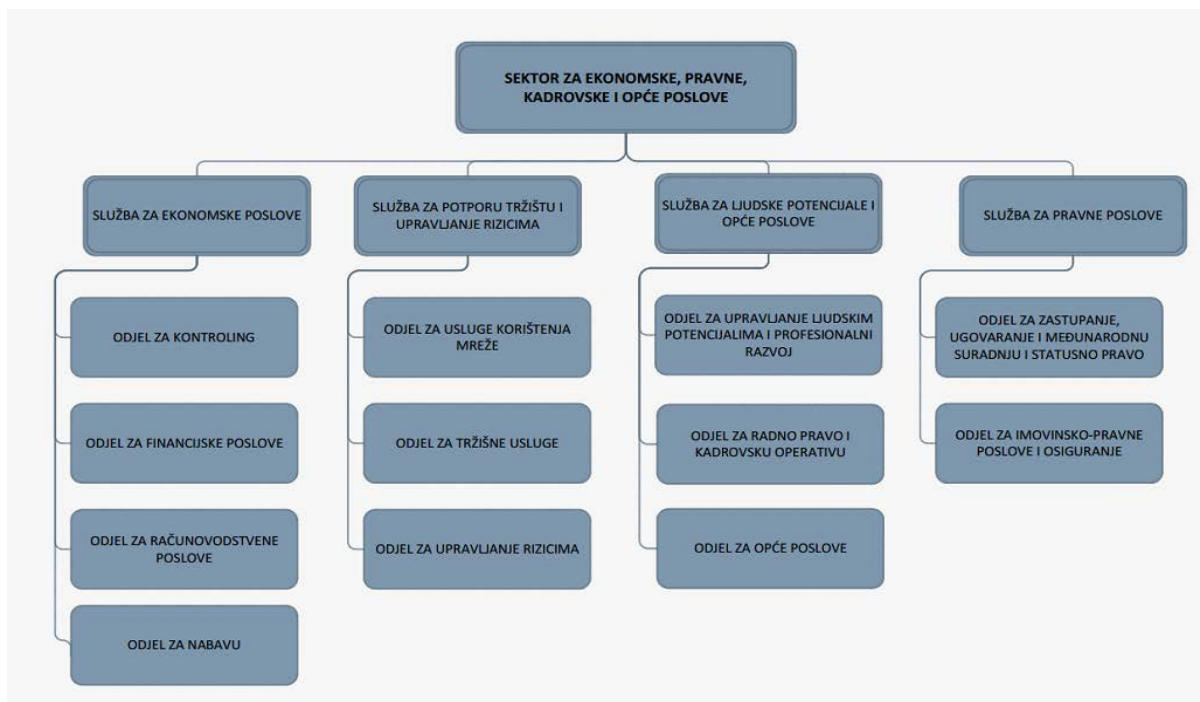 SEKTOR ZA EKONOMSKE, PRAVNE,
KADROVSKE I OPĆE POSLOVE
SLUŽBA ZA EKONOMSKE POSLOVE
SLUŽBA ZA POTPORU TRŽIŠTU I
UPRAVLJANJE RIZICIMA
SLUŽBA ZA LJUDSKE POTENCIJALE I
OPĆE POSLOVE
SLUŽBA ZA PRAVNE POSLOVE
ODJEL ZA KONTROLING
ODJEL ZA FINANCIJSKE POSLOVE
ODJEL ZA RAČUNOVODSTVENE
POSLOVE
ODJEL ZA NABAVU
ODJEL ZA USLUGE KORIŠTENJA
MREŽE
ODJEL ZA TRŽIŠNE USLUGE
ODJEL ZA UPRAVLJANJE RIZICIMA
ODJEL ZA UPRAVLJANJE LJUDSKIM
POTENCIJALIMA I PROFESIONALNI
RAZVOJ
ODJEL ZA RADNO PRAVO I
KADROVSKU OPERATIVU
ODJEL ZA OPĆE POSLOVE
ODJEL ZA ZASTUPANJE,
UGOVARANJE I MEĐUNARODNU
SURADNJU I STATUSNO PRAVO
ODJEL ZA IMOVINSKO-PRAVNE
POSLOVE I OSIGURANJE